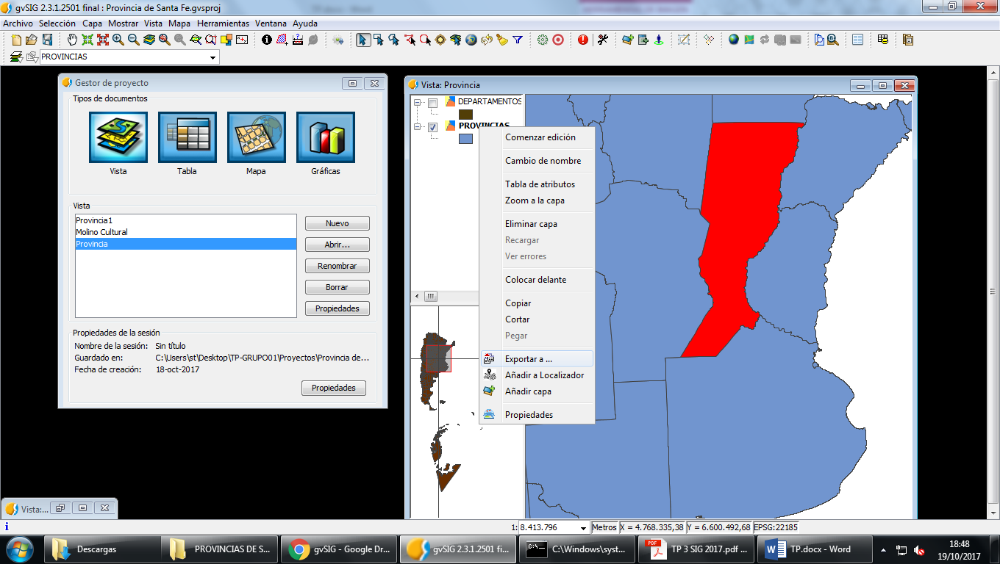 gvSIG 2.3.1.2501 final : Provincia de Santa Fe.gvsproj
Archivo Selección Capa Mostrar Vista Mapa Herramientas Ventana Ayuda
PROVINCIAS
Gestor de proyecto
Tipos de documentos
Vista Tabla Mapa Gráficas
Vista
Provincia1
Molino Cultural
Provincia
Nuevo
Abrir...
Renombrar
Borrar
Propiedades
Propiedades de la sesión
Nombre de la sesión: Sin título
Guardado en: C:\Users\st\Desktop\TP-GRUPO01\Proyectos\Provincia de...
Fecha de creación: 18-oct-2017
Propiedades
Vista: Provincia
DEPARTAMENTOS
PROVINCIAS
Comenzar edición
Cambio de nombre
Tabla de atributos
Zoom a la capa
Eliminar capa
Recargar
Ver errores
Colocar delante
Copiar
Cortar
Pegar
Exportar a ...
Añadir a Localizador
Añadir capa
Propiedades
Vista:...
1: 8.413.796 Metros X = 4.768.335,38 Y = 6.600.492,68 EPSG:22185
Descargas
PROVINCIAS DE S...
gvSIG - Google Dr...
gvSIG 2.3.1.2501 fi...
C:\Windows\syst...
TP 3 SIG 2017.pdf ...
TP.docx - Word
18:48
19/10/2017